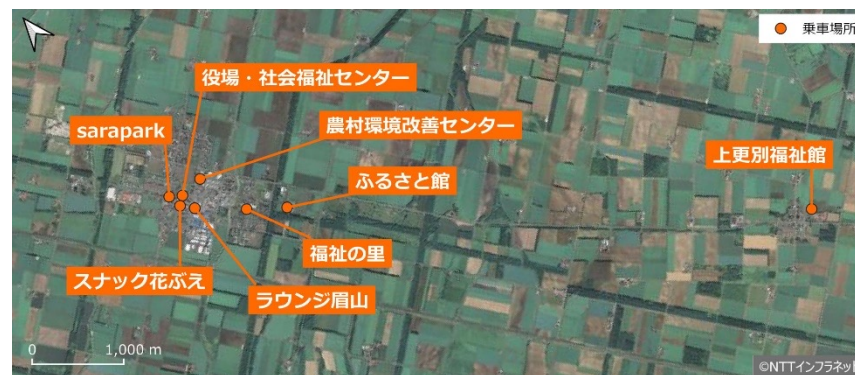 乗車場所
役場・社会福祉センター
sarapark
農村環境改善センター
上更別福祉館
ふるさと館
福祉の里
スナック花ぶえ
ラウンジ眉山
0 1,000 m
©NTTインフラネッ